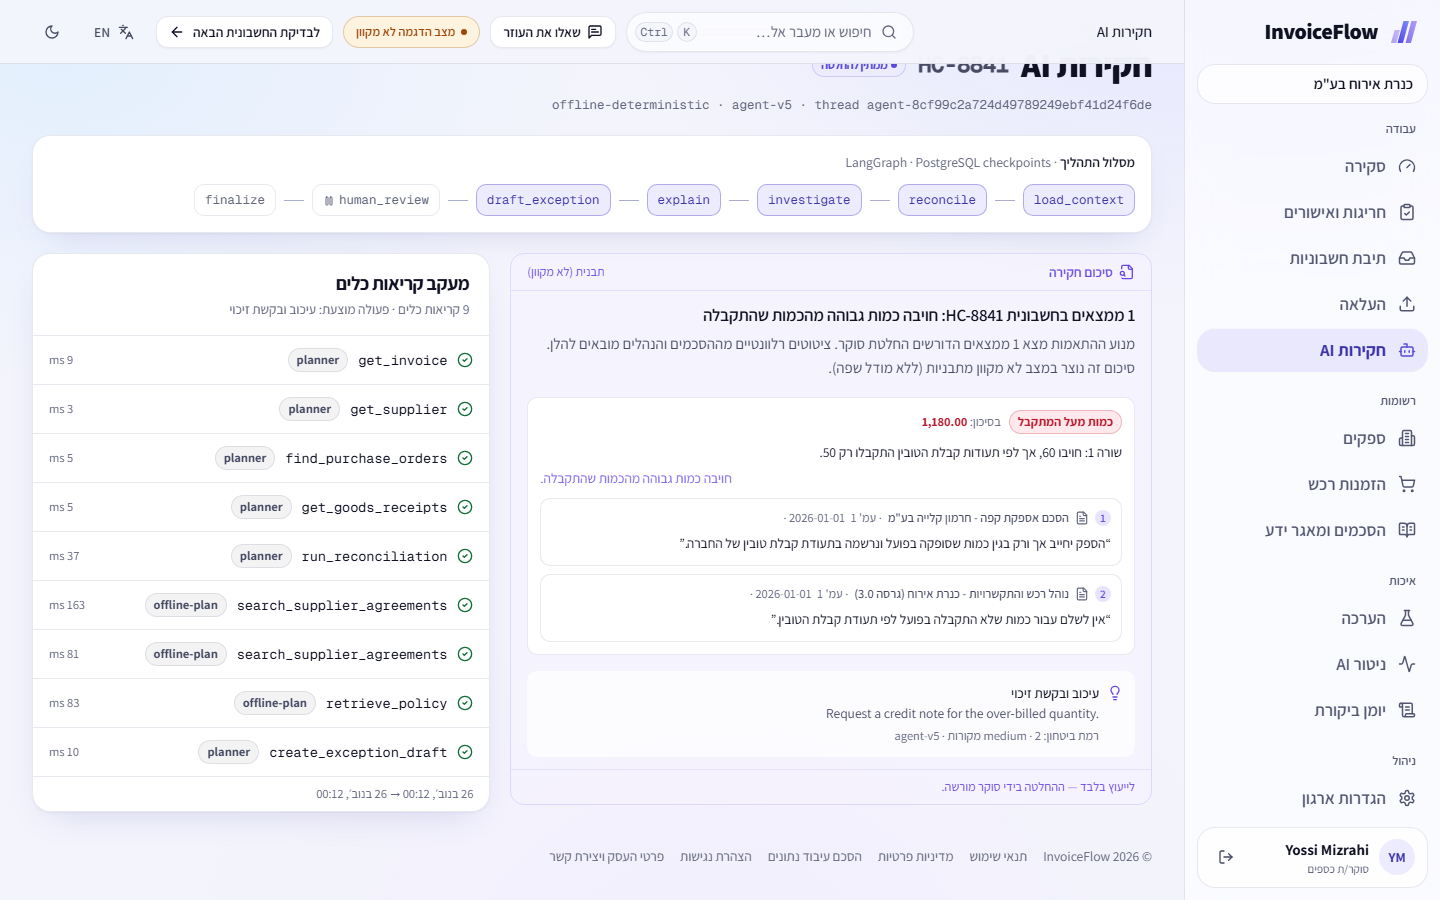 InvoiceFlow
כנרת אירוח בע"מ
עבודה
סקירה
חריגות ואישורים
תיבת חשבוניות
העלאה
חקירות AI
רשומות
ספקים
הזמנות רכש
הסכמים ומאגר ידע
איכות
הערכה
ניטור AI
יומן ביקורת
ניהול
הגדרות ארגון
YM
Yossi Mizrahi
סוקר/ת כספים
חקירות AI
חיפוש או מעבר אל...
Ctrl K
שאלו את העוזר
מצב הדגמה לא מקוון
לבדיקת החשבונית הבאה
EN
חקירות AI HC-8841 ממתין להחלטה
offline-deterministic · agent-v5 · thread agent-8cf99c2a724d49789249ebf41d24f6de
מסלול התהליך · LangGraph · PostgreSQL checkpoints
load_context
reconcile
investigate
explain
draft_exception
human_review
finalize
סיכום חקירה
תבנית (לא מקוון)
1 ממצאים בחשבונית HC-8841: חויבה כמות גבוהה מהכמות שהתקבלה
מנוע ההתאמות מצא 1 ממצאים הדורשים החלטת סוקר. ציטוטים רלוונטיים מההסכמים והנהלים מובאים להלן.
סיכום זה נוצר במצב לא מקוון מתבניות (ללא מודל שפה).
כמות מעל המתקבל
בסיכון: 1,180.00
שורה 1: חויבו 60, אך לפי תעודות קבלת הטובין התקבלו רק 50.
חויבה כמות גבוהה מהכמות שהתקבלה.
1 הסכם אספקת קפה - חרמון קלייה בע"מ · עמ' 1 2026-01-01 ·
“הספק יחייב אך ורק בגין כמות שסופקה בפועל ונרשמה בתעודת קבלת טובין של החברה.”
2 נוהל רכש והתקשרויות - כנרת אירוח (גרסה 3.0) · עמ' 1 2026-01-01 ·
“אין לשלם עבור כמות שלא התקבלה בפועל לפי תעודת קבלת הטובין.”
עיכוב ובקשת זיכוי
Request a credit note for the over-billed quantity.
רמת ביטחון: medium · 2 מקורות · agent-v5
לייעוץ בלבד — ההחלטה בידי סוקר מורשה.
מעקב קריאות כלים
9 קריאות כלים · פעולה מוצעת: עיכוב ובקשת זיכוי
get_invoice planner 9 ms
get_supplier planner 3 ms
find_purchase_orders planner 5 ms
get_goods_receipts planner 5 ms
run_reconciliation planner 37 ms
search_supplier_agreements offline-plan 163 ms
search_supplier_agreements offline-plan 81 ms
retrieve_policy offline-plan 83 ms
create_exception_draft planner 10 ms
26 בנוב׳, 00:12 → 26 בנוב׳, 00:12
© 2026 InvoiceFlow
תנאי שימוש
מדיניות פרטיות
הסכם עיבוד נתונים
הצהרת נגישות
פרטי העסק ויצירת קשר